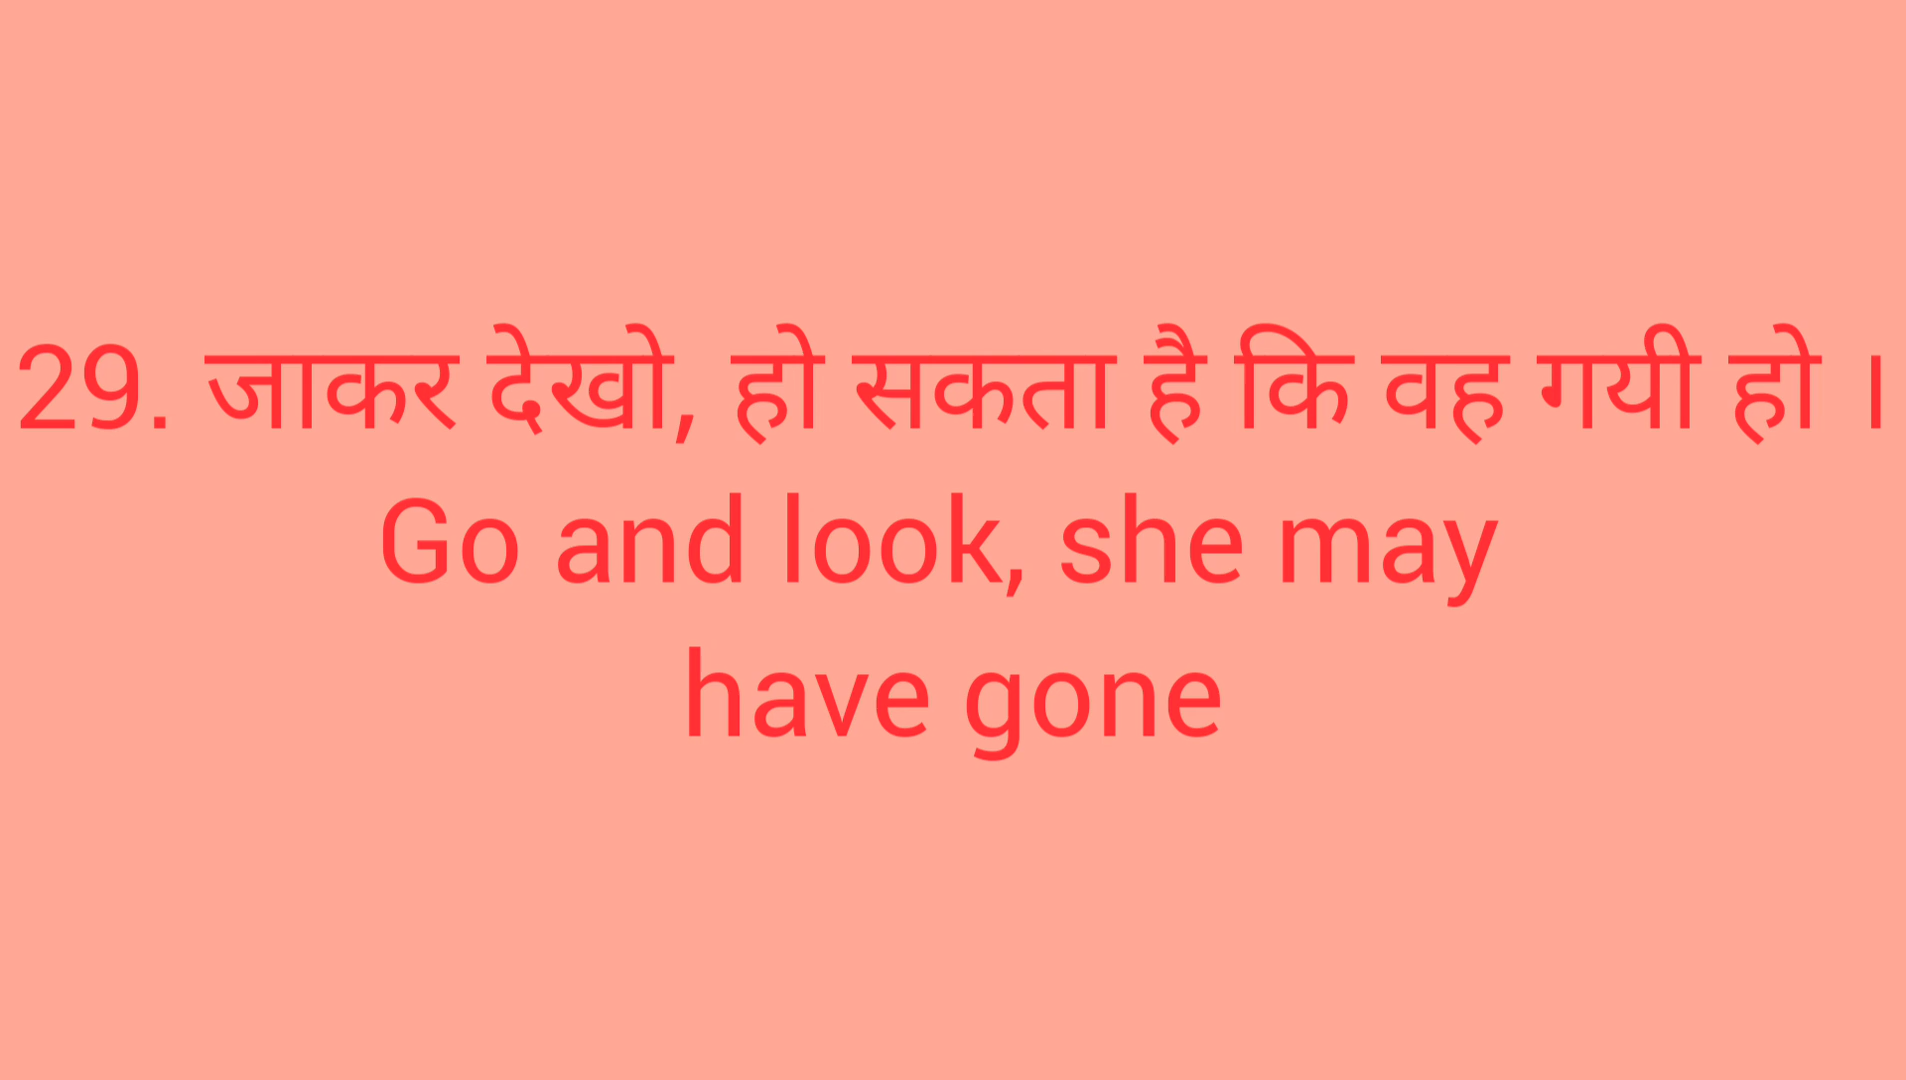 29. जाकर देखो, हो सकता है कि वह गयी हो ।
Go and look, she may
have gone